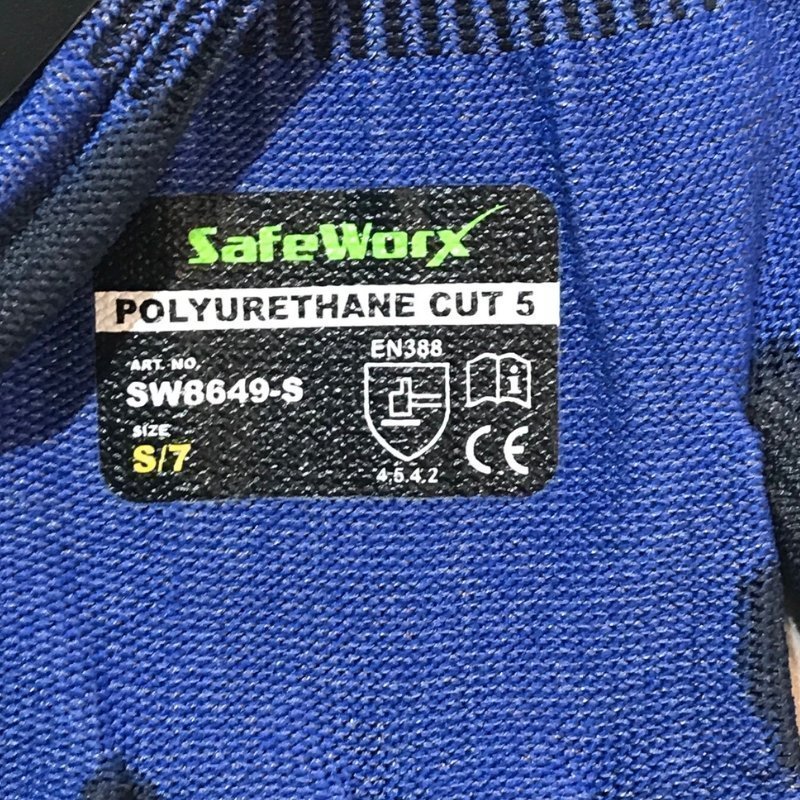 SafeWorx
POLYURETHANE CUT 5
ART. NO.
SW8649-S
SIZE
S/7
EN388
i
4.5.4.2
CE